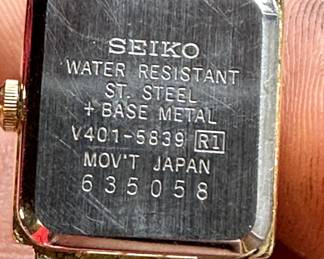 SEIKO
WATER RESISTANT
ST. STEEL
+ BASE METAL
V401-5839 R1
MOV'T JAPAN
635058